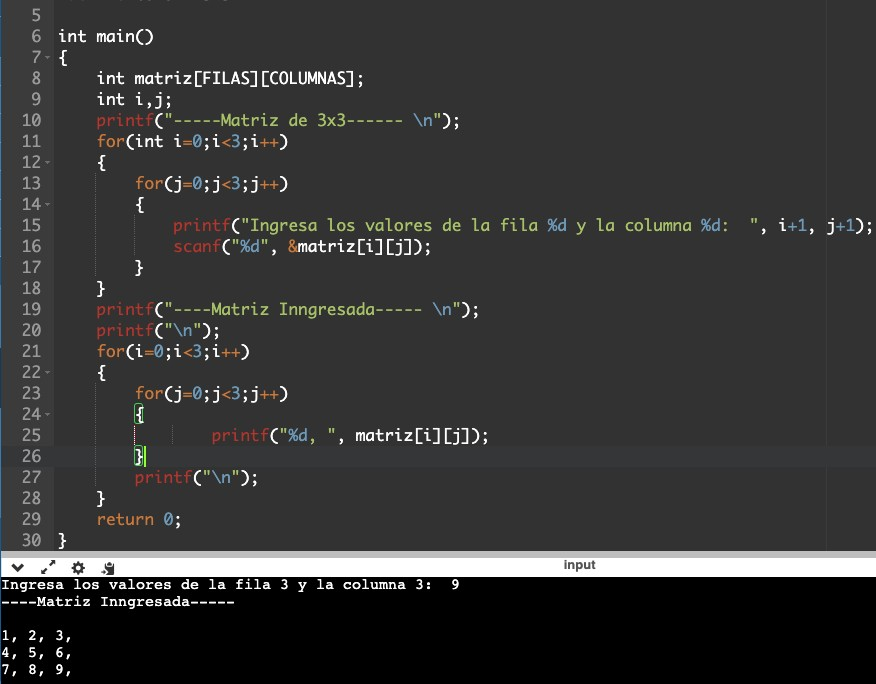 5
6 int main()
7 {
8     int matriz[FILAS][COLUMNAS];
9     int i,j;
10     printf("-----Matriz de 3x3------ \n");
11     for(int i=0;i<3;i++)
12     {
13         for(j=0;j<3;j++)
14         {
15             printf("Ingresa los valores de la fila %d y la columna %d:  ", i+1, j+1);
16             scanf("%d", &matriz[i][j]);
17         }
18     }
19     printf("----Matriz Inngresada----- \n");
20     printf("\n");
21     for(i=0;i<3;i++)
22     {
23         for(j=0;j<3;j++)
24         {
25                 printf("%d, ", matriz[i][j]);
26         }
27         printf("\n");
28     }
29     return 0;
30 }
input
Ingresa los valores de la fila 3 y la columna 3:  9
----Matriz Inngresada-----
1, 2, 3,
4, 5, 6,
7, 8, 9,